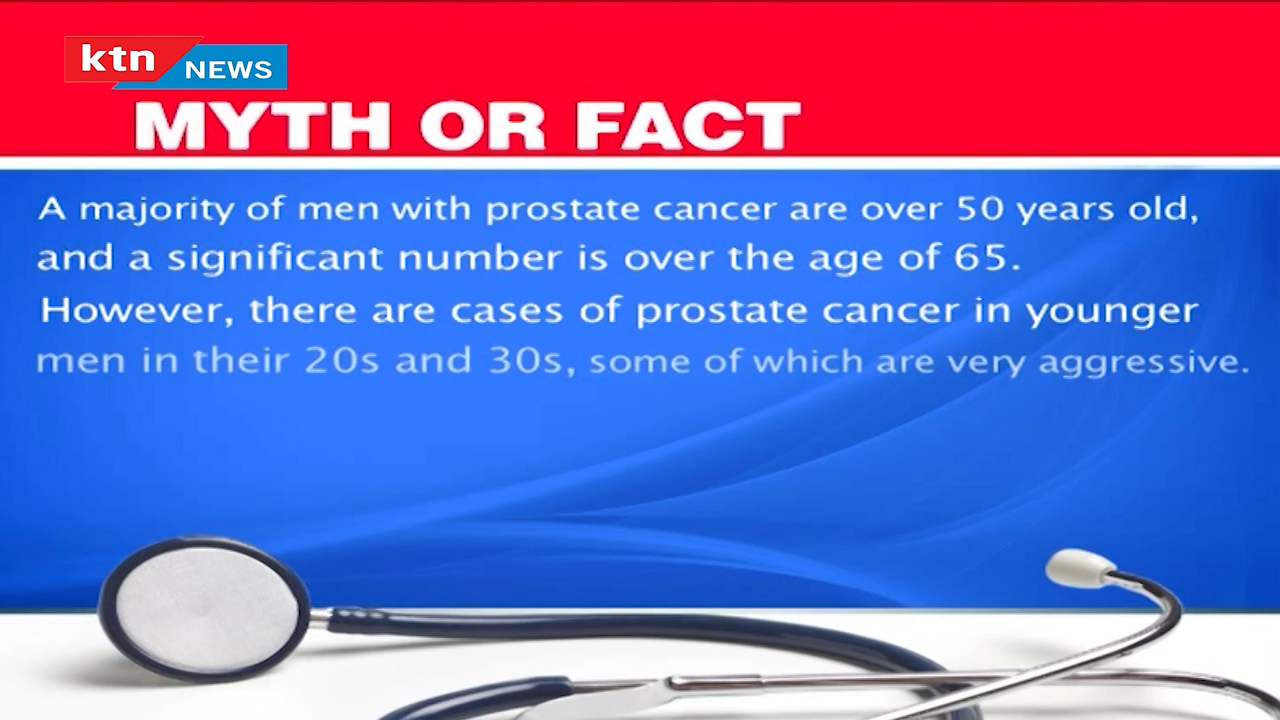 ktn NEWS
MYTH OR FACT
A majority of men with prostate cancer are over 50 years old,
and a significant number is over the age of 65.
However, there are cases of prostate cancer in younger
men in their 20s and 30s, some of which are very aggressive.